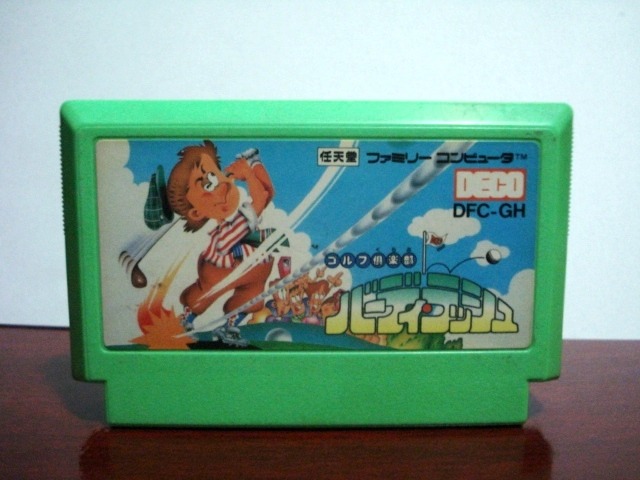 任天堂 ファミリー コンピュータ™
DECO
DFC-GH
ゴルフ倶楽部
バーディーラッシュ